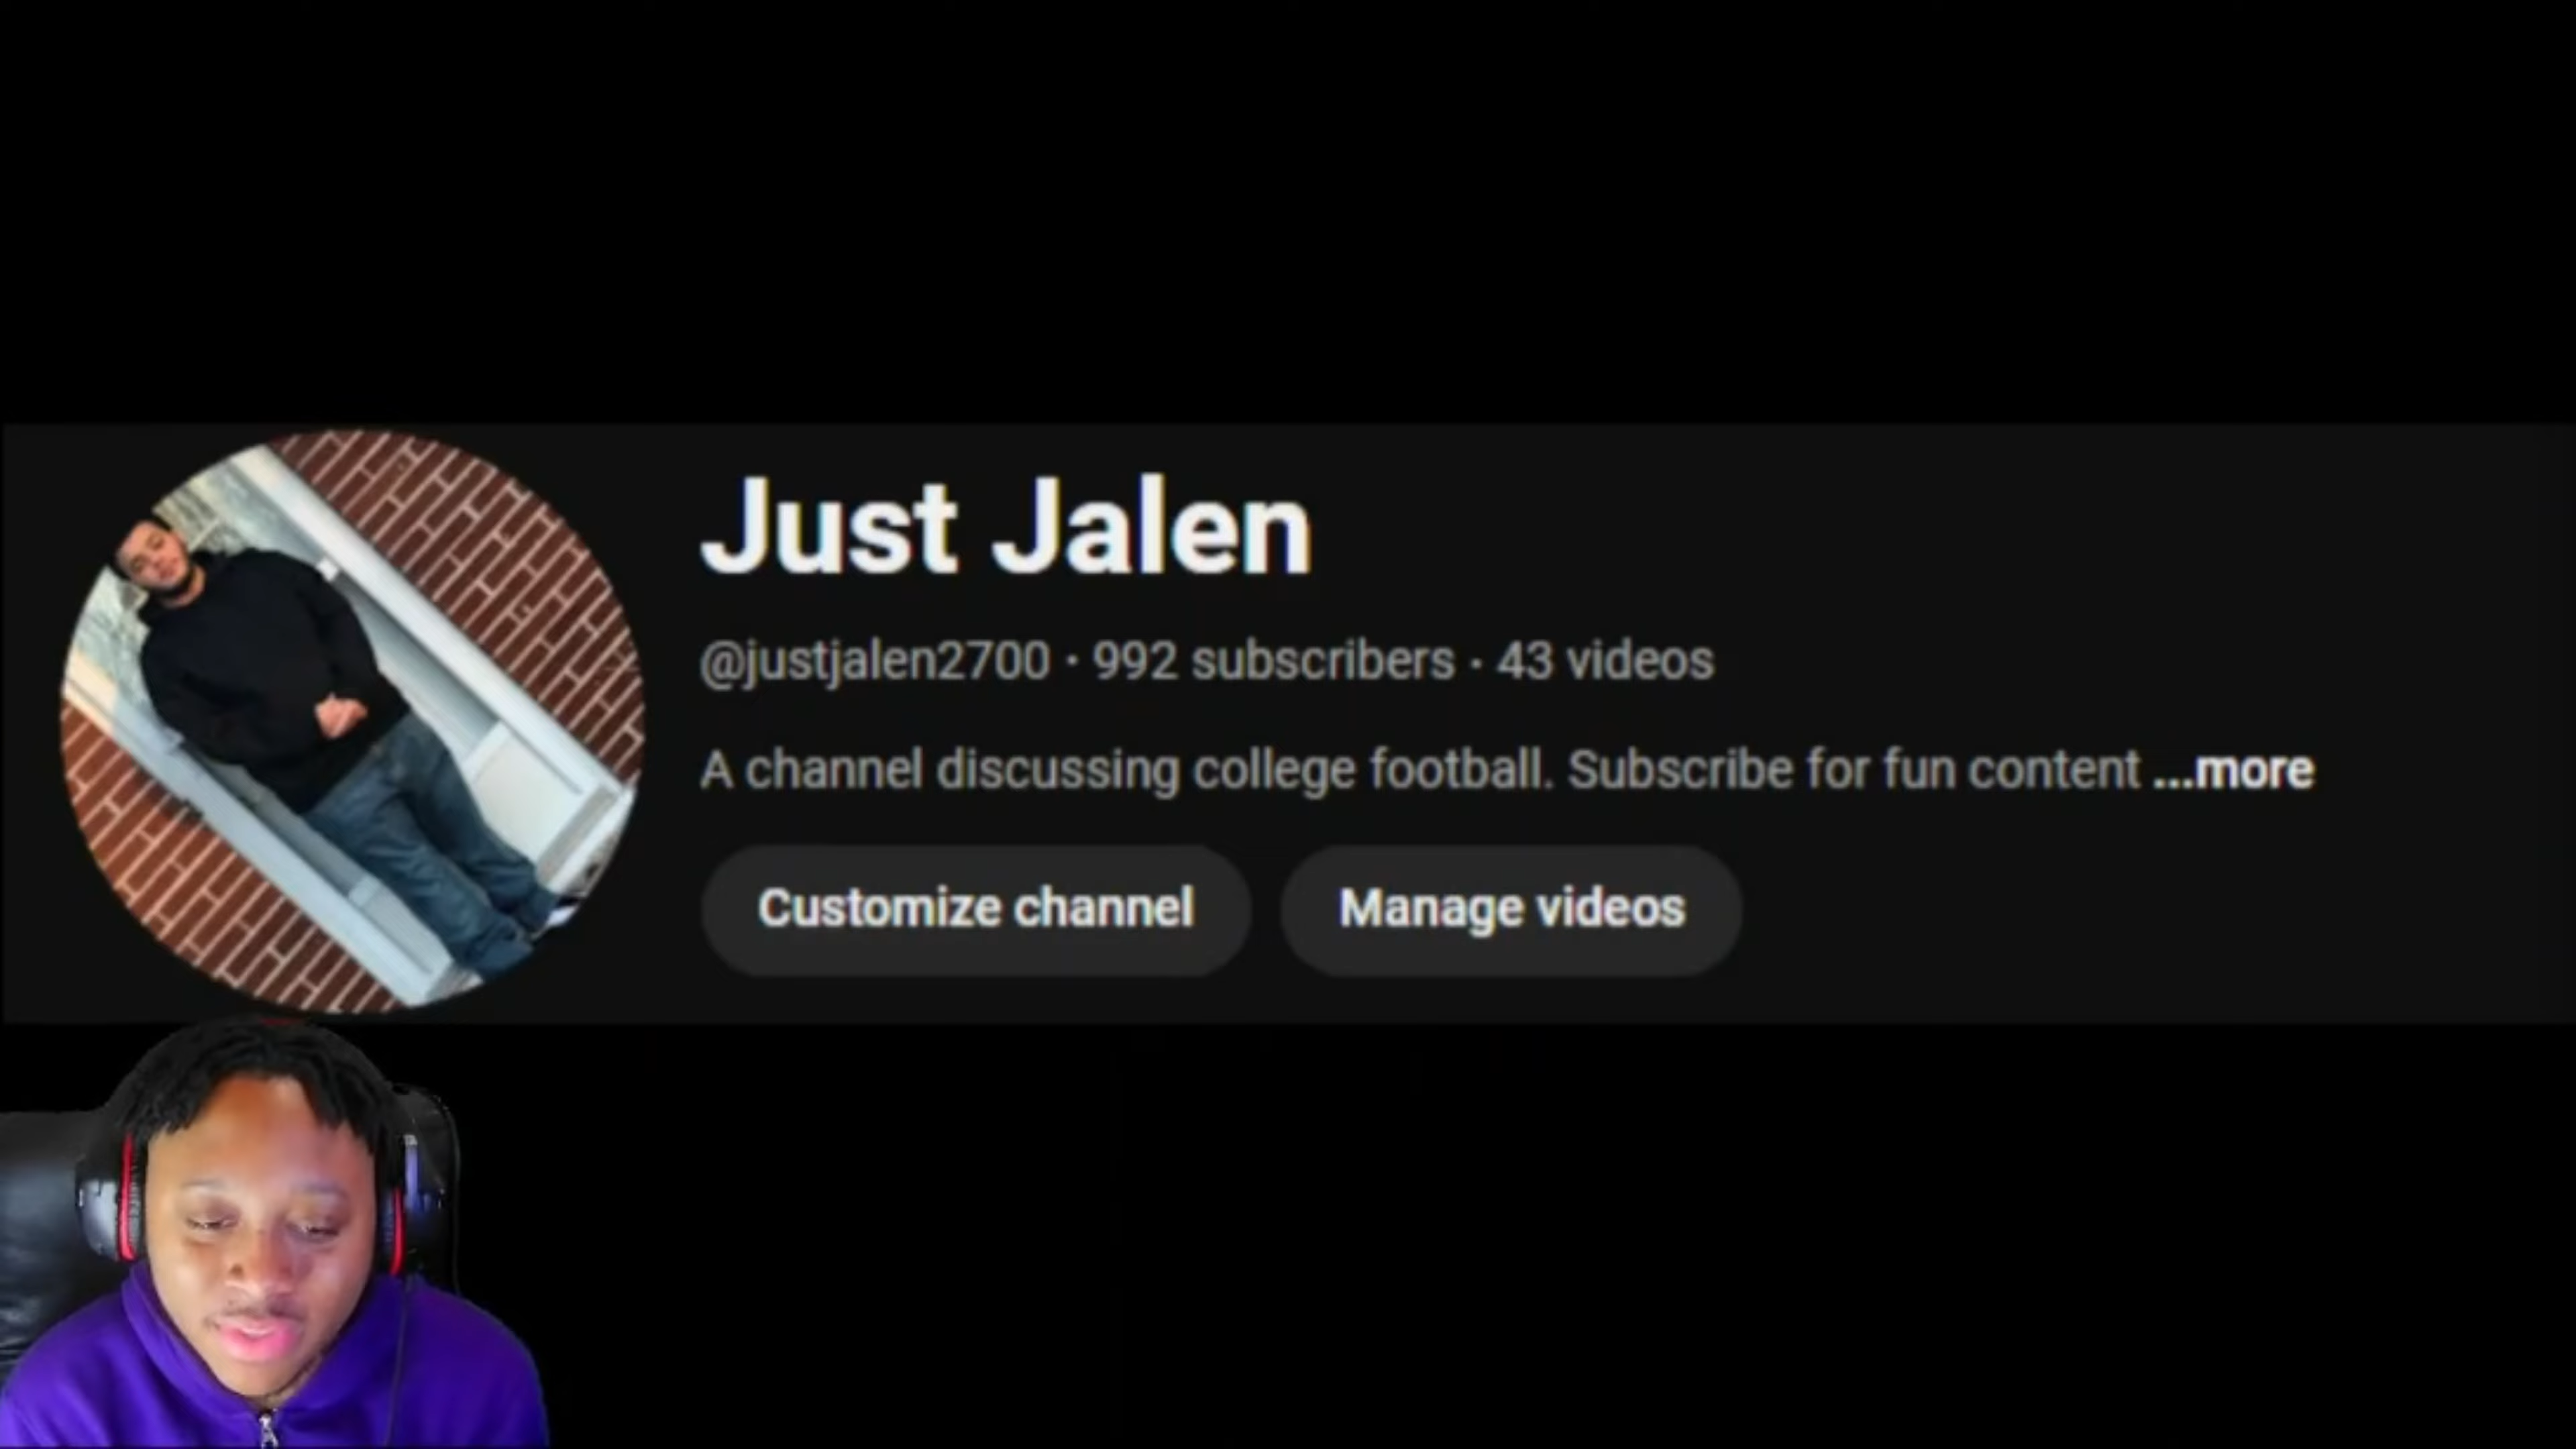 Just Jalen
@justjalen2700 · 992 subscribers · 43 videos
A channel discussing college football. Subscribe for fun content ...more
Customize channel
Manage videos